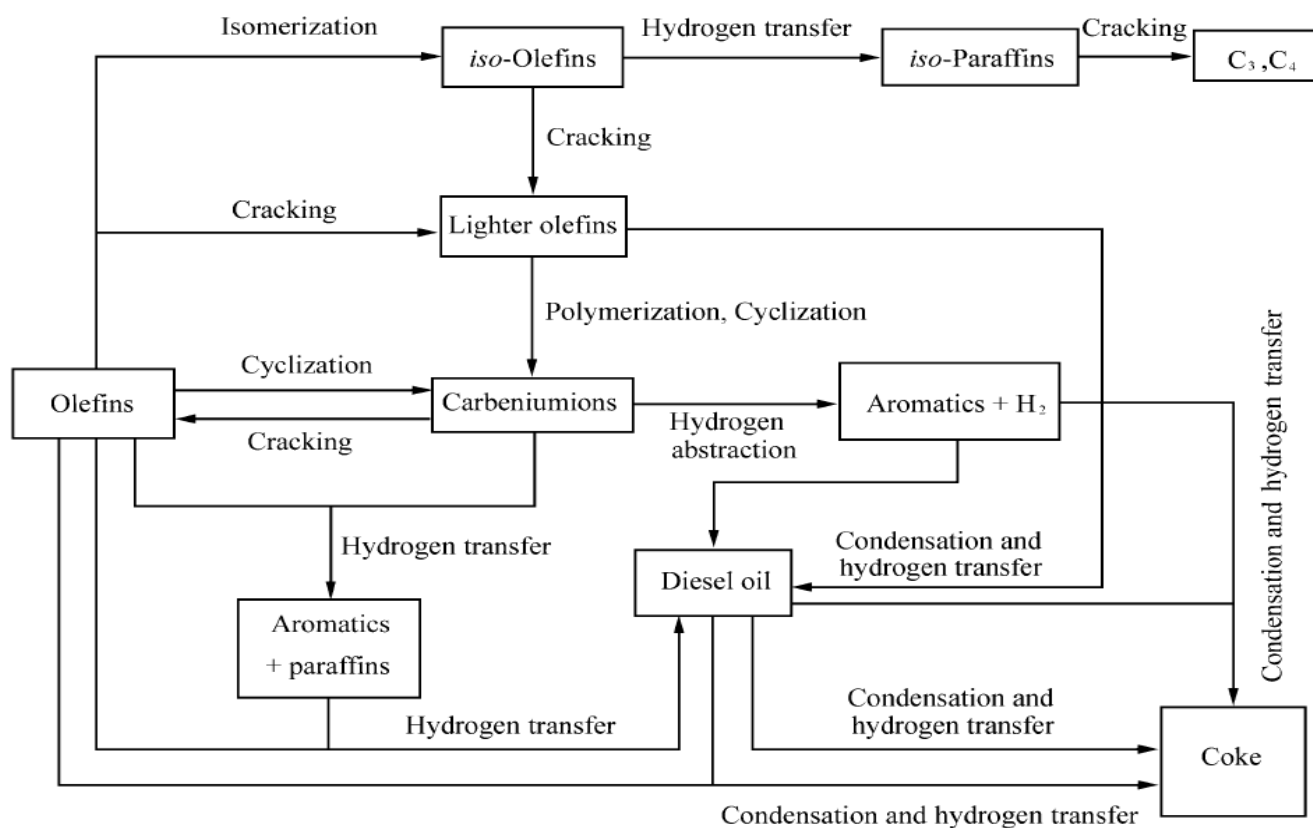 Isomerization
Hydrogen transfer
Cracking
iso-Olefins
iso-Paraffins
C₃,C₄
Cracking
Cracking
Lighter olefins
Polymerization, Cyclization
Cyclization
Olefins
Carbeniumions
Aromatics + H₂
Cracking
Hydrogen
abstraction
Condensation and hydrogen transfer
Hydrogen transfer
Condensation and
hydrogen transfer
Diesel oil
Aromatics
+ paraffins
Hydrogen transfer
Condensation and
hydrogen transfer
Coke
Condensation and hydrogen transfer